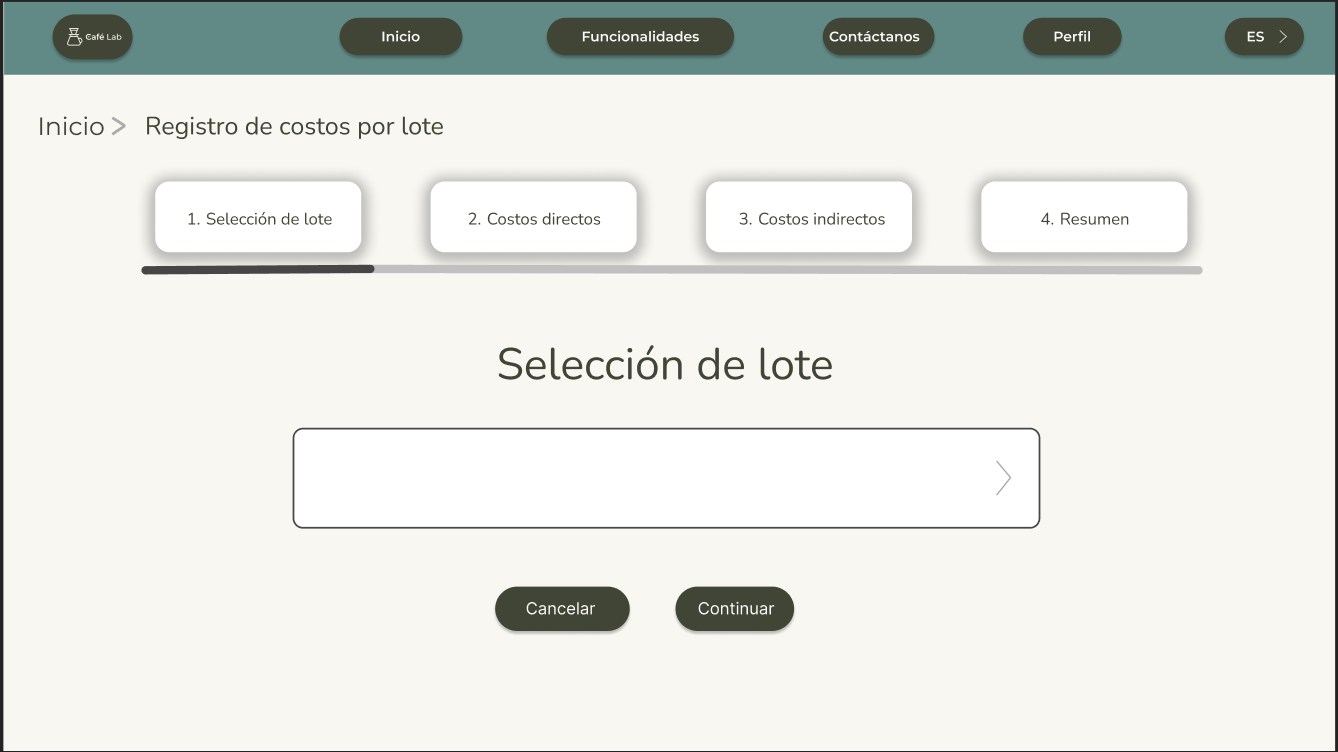 Café Lab
Inicio
Funcionalidades
Contáctanos
Perfil
ES
Inicio > Registro de costos por lote
1. Selección de lote
2. Costos directos
3. Costos indirectos
4. Resumen
Selección de lote
Cancelar
Continuar